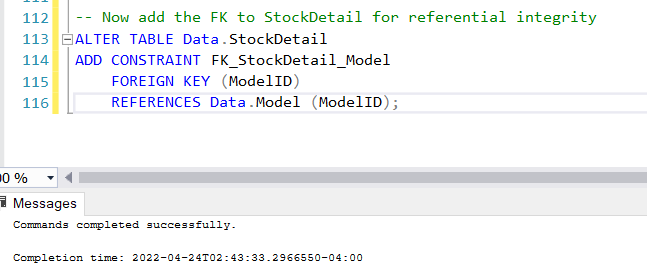 112 -- Now add the FK to StockDetail for referential integrity
113 ALTER TABLE Data.StockDetail
114 ADD CONSTRAINT FK_StockDetail_Model
115 FOREIGN KEY (ModelID)
116 REFERENCES Data.Model (ModelID);
Messages
Commands completed successfully.
Completion time: 2022-04-24T02:43:33.2966550-04:00